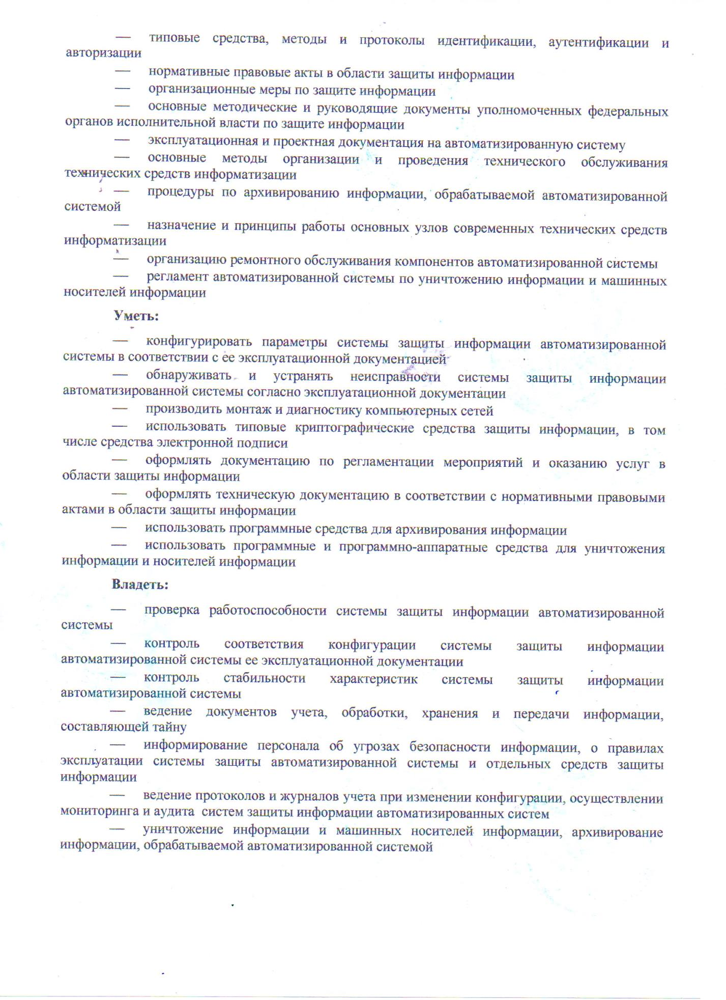 — типовые средства, методы и протоколы идентификации, аутентификации и
авторизации
— нормативные правовые акты в области защиты информации
— организационные меры по защите информации
— основные методические и руководящие документы уполномоченных федеральных
органов исполнительной власти по защите информации
— эксплуатационная и проектная документация на автоматизированную систему
— основные методы организации и проведения технического обслуживания
технических средств информатизации
— процедуры по архивированию информации, обрабатываемой автоматизированной
системой
— назначение и принципы работы основных узлов современных технических средств
информатизации
— организацию ремонтного обслуживания компонентов автоматизированной системы
— регламент автоматизированной системы по уничтожению информации и машинных
носителей информации
Уметь:
— конфигурировать параметры системы защиты информации автоматизированной
системы в соответствии с ее эксплуатационной документацией
— обнаруживать и устранять неисправности системы защиты информации
автоматизированной системы согласно эксплуатационной документации
— производить монтаж и диагностику компьютерных сетей
— использовать типовые криптографические средства защиты информации, в том
числе средства электронной подписи
— оформлять документацию по регламентации мероприятий и оказанию услуг в
области защиты информации
— оформлять техническую документацию в соответствии с нормативными правовыми
актами в области защиты информации
— использовать программные средства для архивирования информации
— использовать программные и программно-аппаратные средства для уничтожения
информации и носителей информации
Владеть:
— проверка работоспособности системы защиты информации автоматизированной
системы
— контроль соответствия конфигурации системы защиты информации
автоматизированной системы ее эксплуатационной документации
— контроль стабильности характеристик системы защиты информации
автоматизированной системы
— ведение документов учета, обработки, хранения и передачи информации,
составляющей тайну
— информирование персонала об угрозах безопасности информации, о правилах
эксплуатации системы защиты автоматизированной системы и отдельных средств защиты
информации
— ведение протоколов и журналов учета при изменении конфигурации, осуществлении
мониторинга и аудита систем защиты информации автоматизированных систем
— уничтожение информации и машинных носителей информации, архивирование
информации, обрабатываемой автоматизированной системой